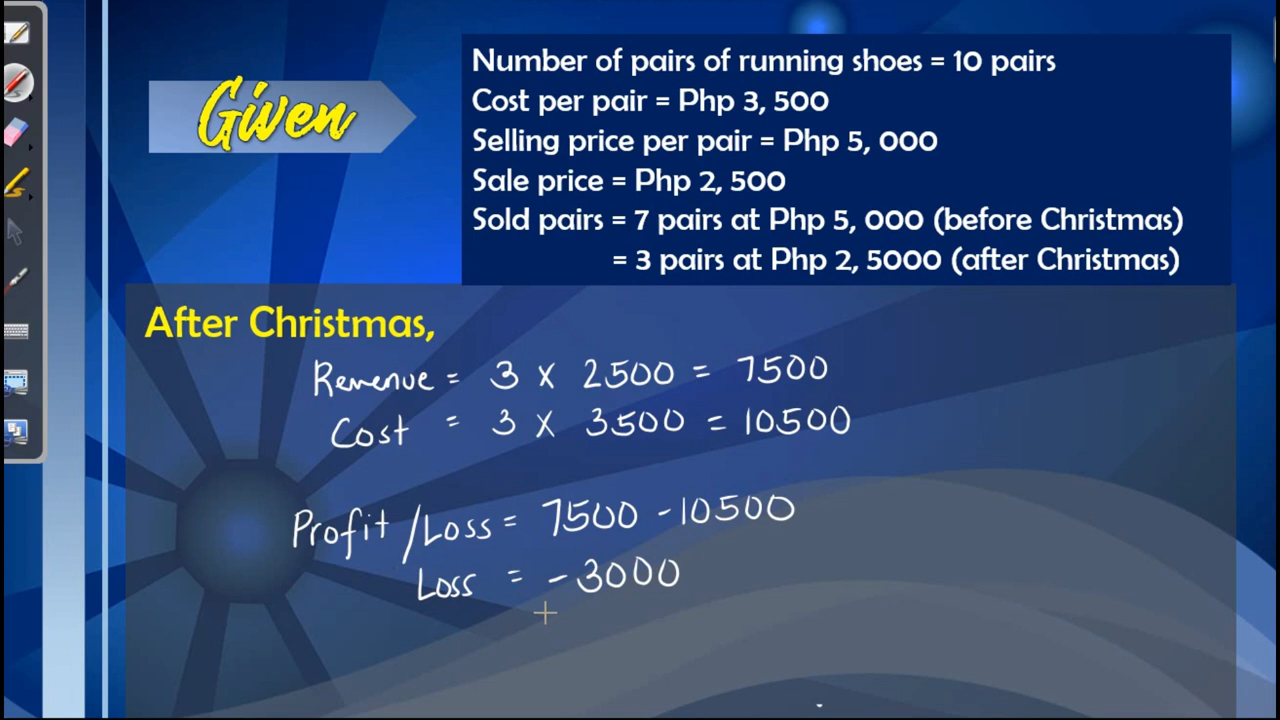 Given
Number of pairs of running shoes = 10 pairs
Cost per pair = Php 3, 500
Selling price per pair = Php 5, 000
Sale price = Php 2, 500
Sold pairs = 7 pairs at Php 5, 000 (before Christmas)
= 3 pairs at Php 2, 5000 (after Christmas)
After Christmas,
Revenue = 3 x 2500 = 7500
Cost = 3 x 3500 = 10500
Profit /Loss = 7500 - 10500
Loss = - 3000